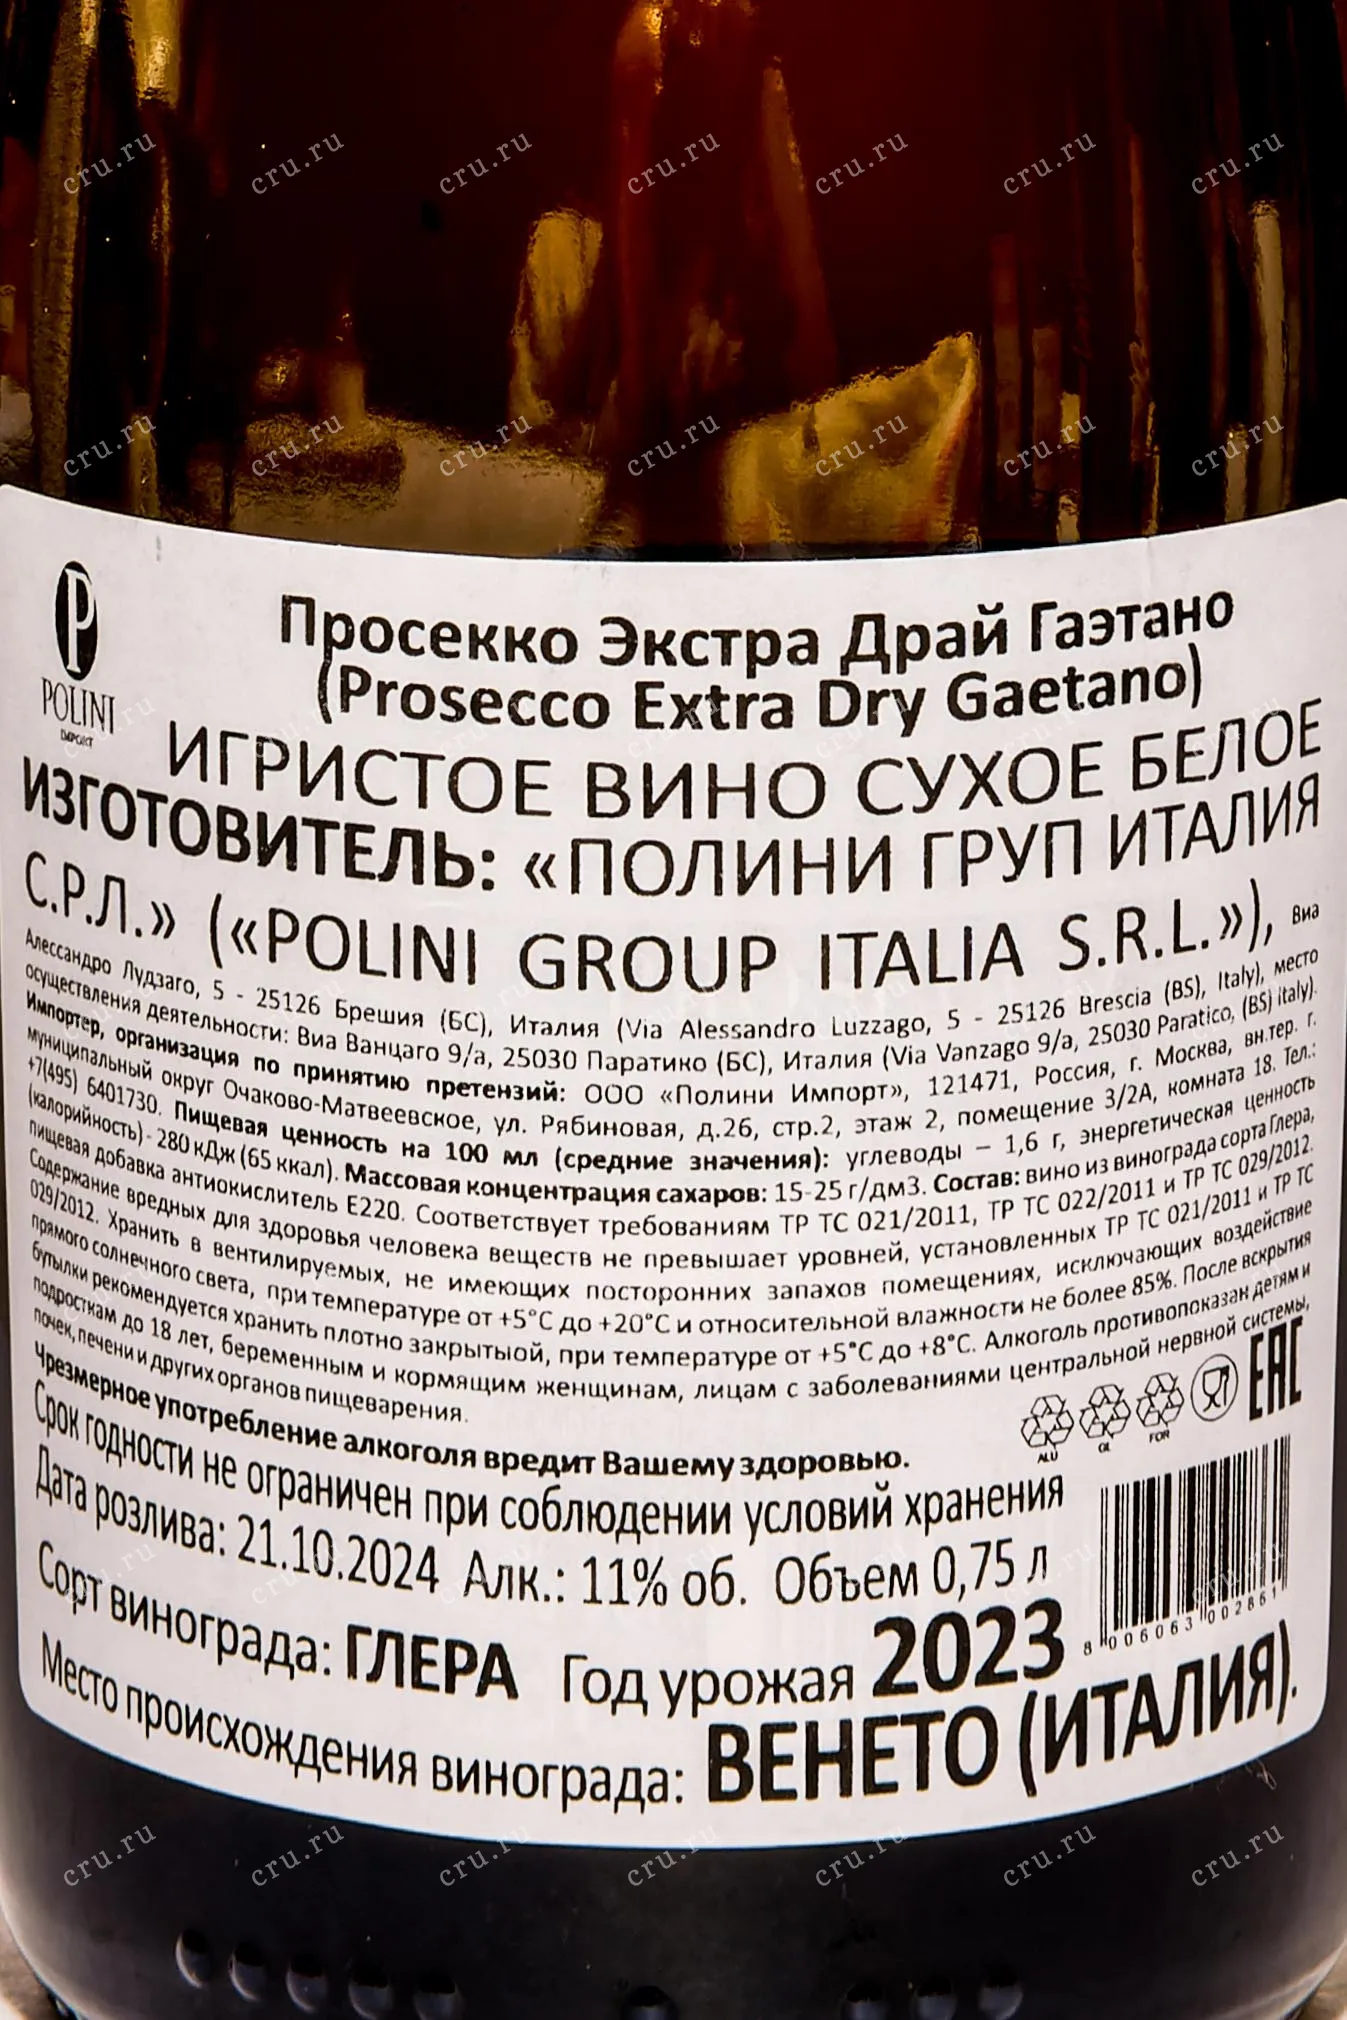 P
POLINI
IMPORT
Просекко Экстра Драй Гаэтано
(Prosecco Extra Dry Gaetano)
ИГРИСТОЕ ВИНО СУХОЕ БЕЛОЕ
ИЗГОТОВИТЕЛЬ: «ПОЛИНИ ГРУП ИТАЛИЯ
С.Р.Л.» («POLINI GROUP ITALIA S.R.L.»), Виа
Алессандро Лудзаго, 5 - 25126 Брешия (БС), Италия (Via Alessandro Luzzago, 5 - 25126 Brescia (BS), Italy), место
осуществления деятельности: Виа Ванцаго 9/а, 25030 Паратико (БС), Италия (Via Vanzago 9/a, 25030 Paratico, (BS) italy).
Импортер, организация по принятию претензий: ООО «Полини Импорт», 121471, Россия, г. Москва, вн.тер. г.
муниципальный округ Очаково-Матвеевское, ул. Рябиновая, д.26, стр.2, этаж 2, помещение 3/2А, комната 18. Тел.:
+7(495) 6401730. Пищевая ценность на 100 мл (средние значения): углеводы – 1,6 г, энергетическая ценность
(калорийность) - 280 кДж (65 ккал). Массовая концентрация сахаров: 15-25 г/дм3. Состав: вино из винограда сорта Глера,
пищевая добавка антиокислитель Е220. Соответствует требованиям ТР ТС 021/2011, ТР ТС 022/2011 и ТР ТС 029/2012.
Содержание вредных для здоровья человека веществ не превышает уровней, установленных ТР ТС 021/2011 и ТР ТС
029/2012. Хранить в вентилируемых, не имеющих посторонних запахов помещениях, исключающих воздействие
прямого солнечного света, при температуре от +5°С до +20°С и относительной влажности не более 85%. После вскрытия
бутылки рекомендуется хранить плотно закрытыой, при температуре от +5°С до +8°С. Алкоголь противопоказан детям и
подросткам до 18 лет, беременным и кормящим женщинам, лицам с заболеваниями центральной нервной системы,
почек, печени и других органов пищеварения.
Чрезмерное употребление алкоголя вредит Вашему здоровью.
ALU GL FOR EAC
Срок годности не ограничен при соблюдении условий хранения
Дата розлива: 21.10.2024 Алк.: 11% об. Объем 0,75 л
Сорт винограда: ГЛЕРА Год урожая 2023
8 006063 002861
Место происхождения винограда: ВЕНЕТО (ИТАЛИЯ).
cru.ru